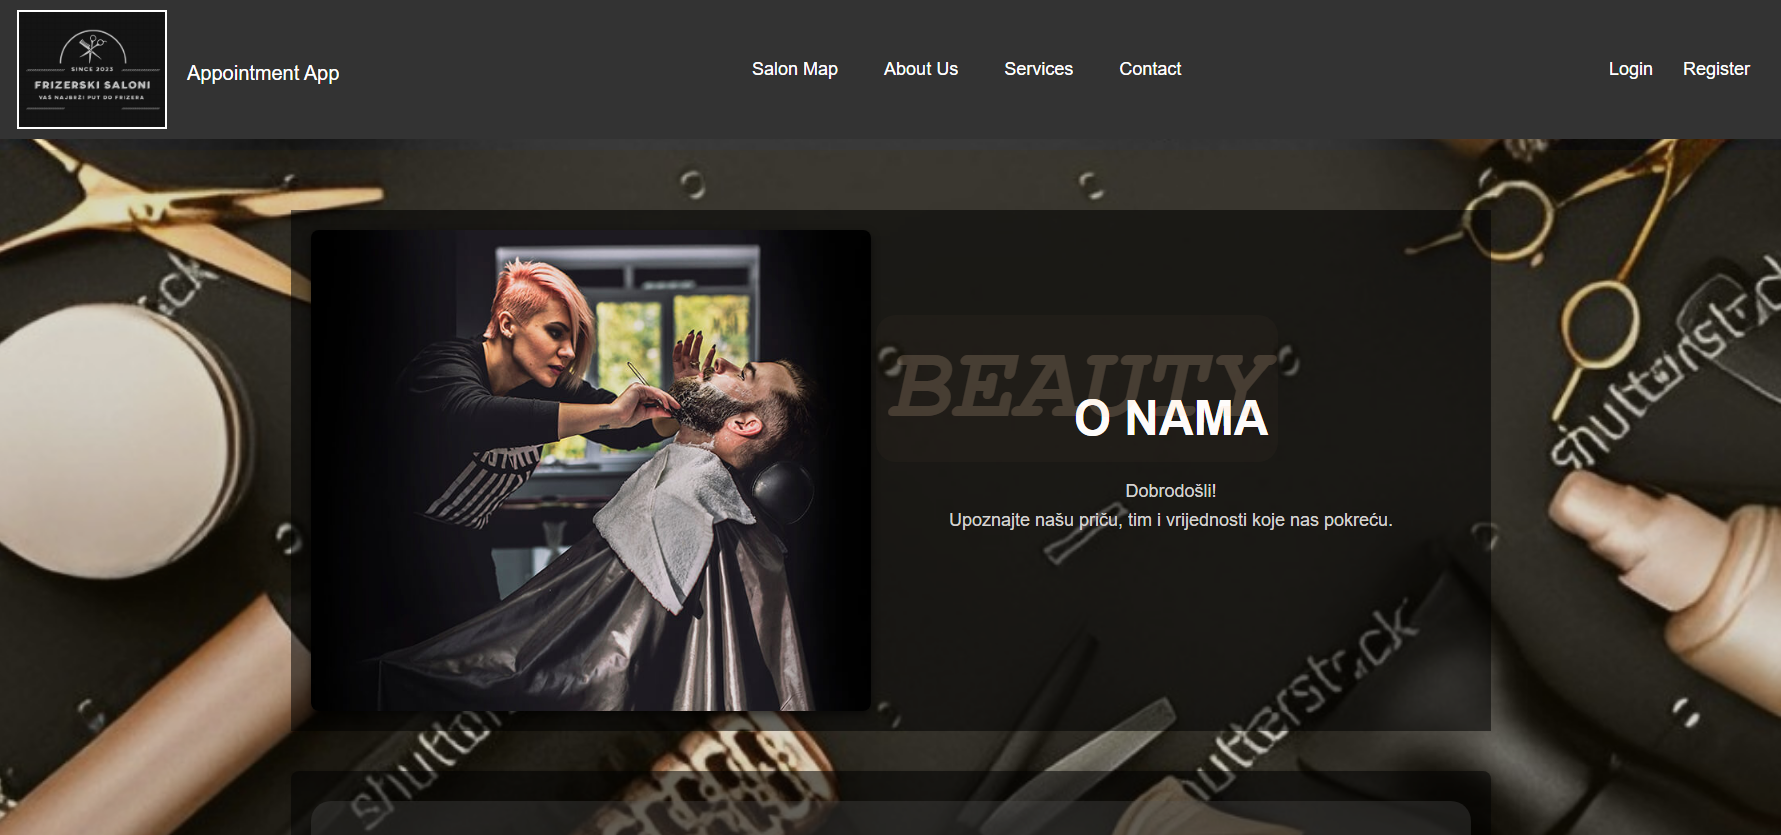 SINCE 2023
FRIZERSKI SALONI
VAŠ NAJBRŽI PUT DO FRIZERA
Appointment App
Salon Map
About Us
Services
Contact
Login
Register
shutterstock
BEAUTY
O NAMA
Dobrodošli!
Upoznajte našu priču, tim i vrijednosti koje nas pokreću.
shutterstock